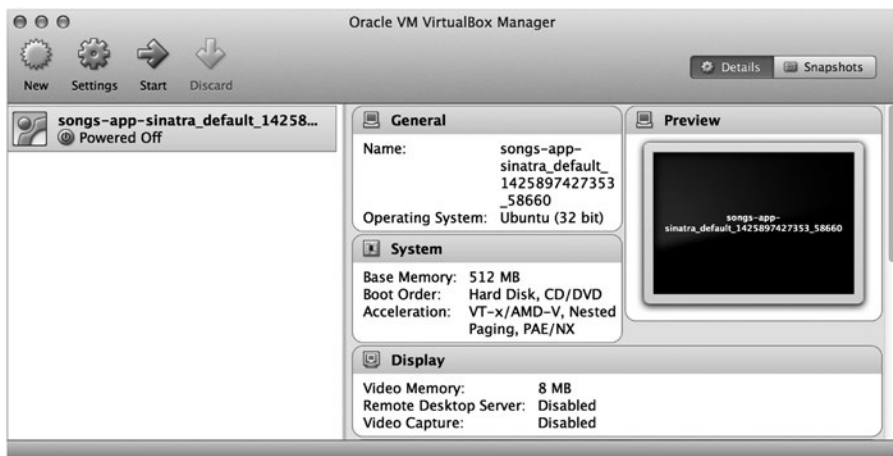 Oracle VM VirtualBox Manager
New Settings Start Discard
Details Snapshots
songs-app-sinatra_default_14258...
Powered Off
General
Name: songs-app-
sinatra_default_
1425897427353
_58660
Operating System: Ubuntu (32 bit)
System
Base Memory: 512 MB
Boot Order: Hard Disk, CD/DVD
Acceleration: VT-x/AMD-V, Nested
Paging, PAE/NX
Display
Video Memory: 8 MB
Remote Desktop Server: Disabled
Video Capture: Disabled
Preview
songs-app-
sinatra_default_1425897427353_58660